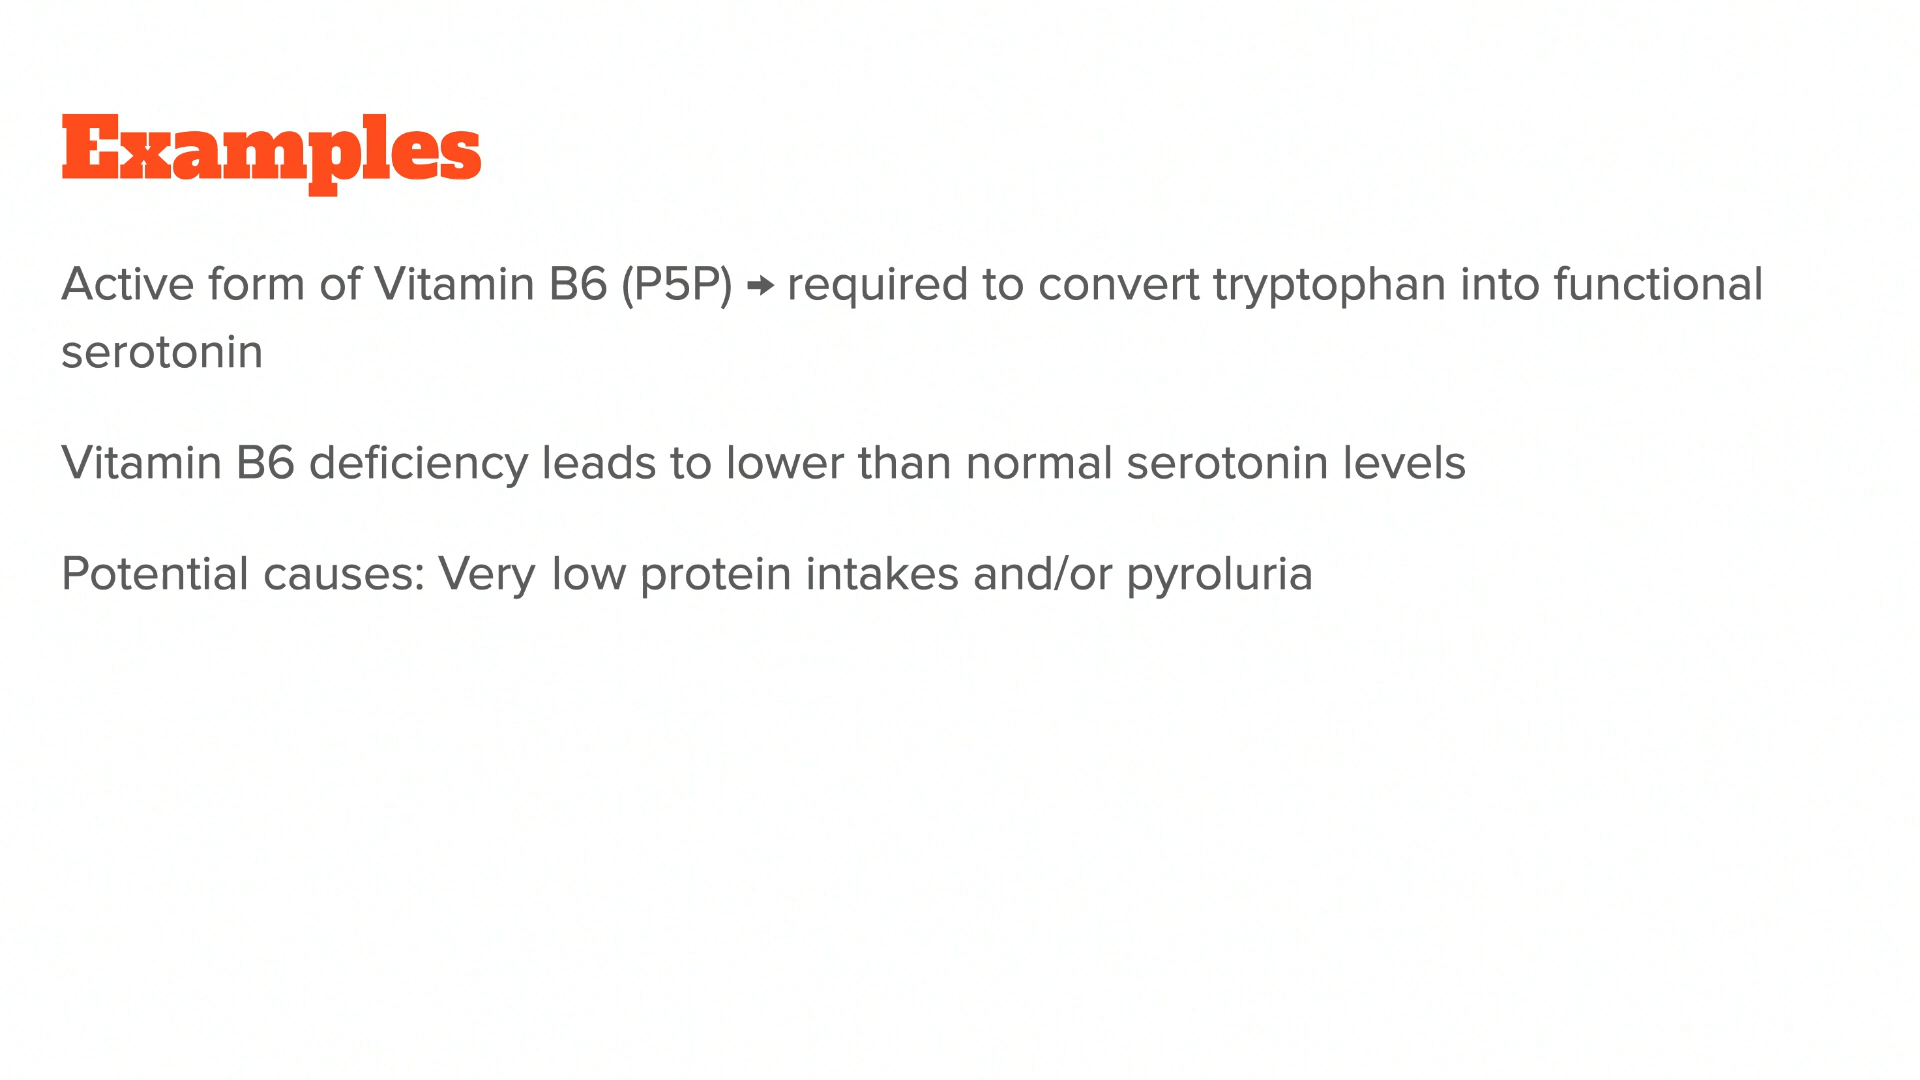 Examples
Active form of Vitamin B6 (P5P) → required to convert tryptophan into functional
serotonin
Vitamin B6 deficiency leads to lower than normal serotonin levels
Potential causes: Very low protein intakes and/or pyroluria